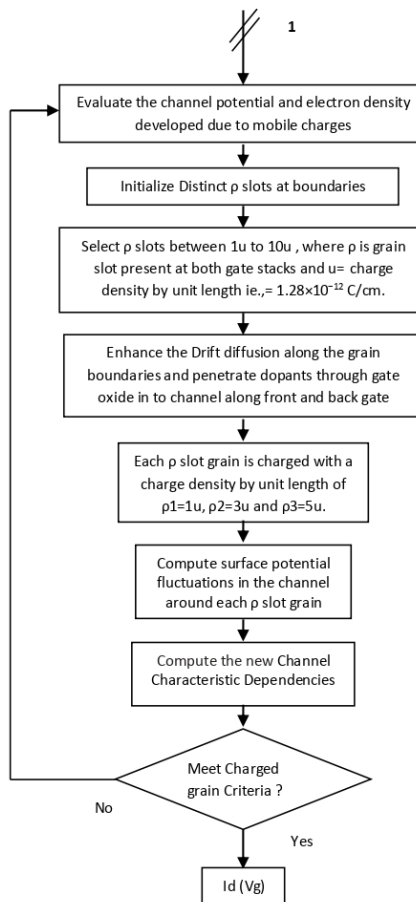 1
Evaluate the channel potential and electron density
developed due to mobile charges
Initialize Distinct ρ slots at boundaries
Select ρ slots between 1u to 10u , where ρ is grain
slot present at both gate stacks and u= charge
density by unit length ie.,= 1.28×10⁻¹² C/cm.
Enhance the Drift diffusion along the grain
boundaries and penetrate dopants through gate
oxide in to channel along front and back gate
Each ρ slot grain is charged with a
charge density by unit length of
ρ1=1u, ρ2=3u and ρ3=5u.
Compute surface potential
fluctuations in the channel
around each ρ slot grain
Compute the new Channel
Characteristic Dependencies
Meet Charged
grain Criteria ?
No
Yes
Id (Vg)